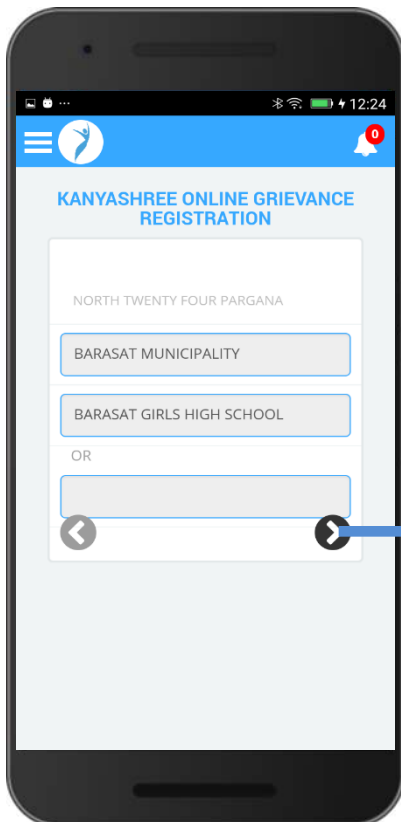 12:24
0
KANYASHREE ONLINE GRIEVANCE
REGISTRATION
NORTH TWENTY FOUR PARGANA
BARASAT MUNICIPALITY
BARASAT GIRLS HIGH SCHOOL
OR